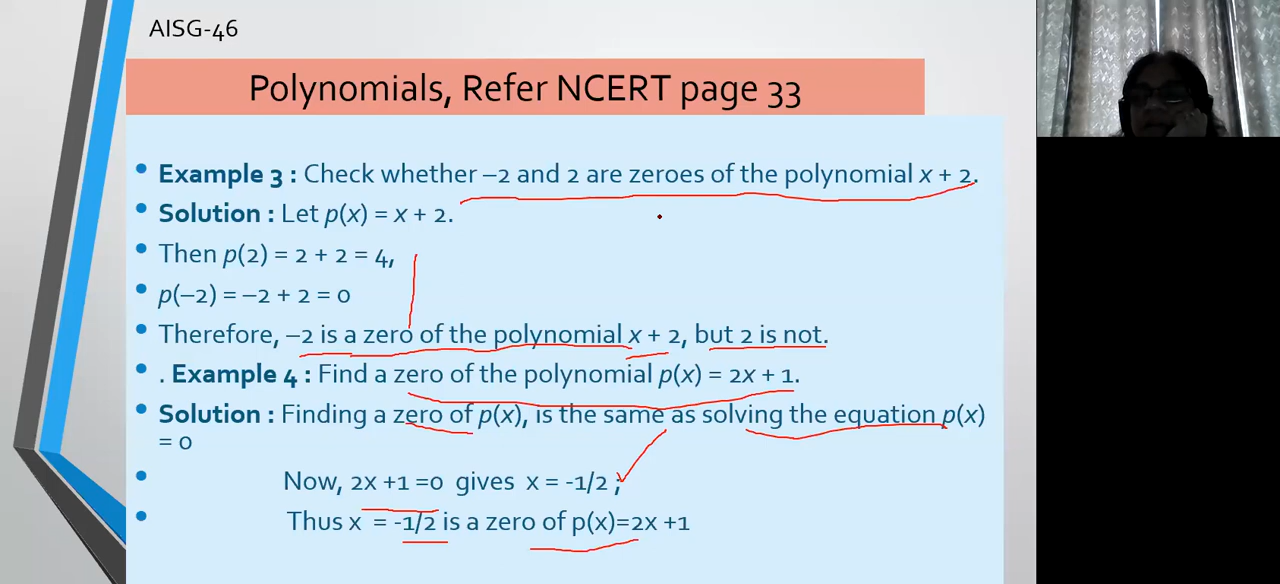 AISG-46
Polynomials, Refer NCERT page 33
• Example 3 : Check whether –2 and 2 are zeroes of the polynomial x + 2.
• Solution : Let p(x) = x + 2.
• Then p(2) = 2 + 2 = 4,
• p(–2) = –2 + 2 = 0
• Therefore, –2 is a zero of the polynomial x + 2, but 2 is not.
• . Example 4 : Find a zero of the polynomial p(x) = 2x + 1.
• Solution : Finding a zero of p(x), is the same as solving the equation p(x)
= 0
• Now, 2x +1 =0 gives x = -1/2 ;
• Thus x = -1/2 is a zero of p(x)=2x +1